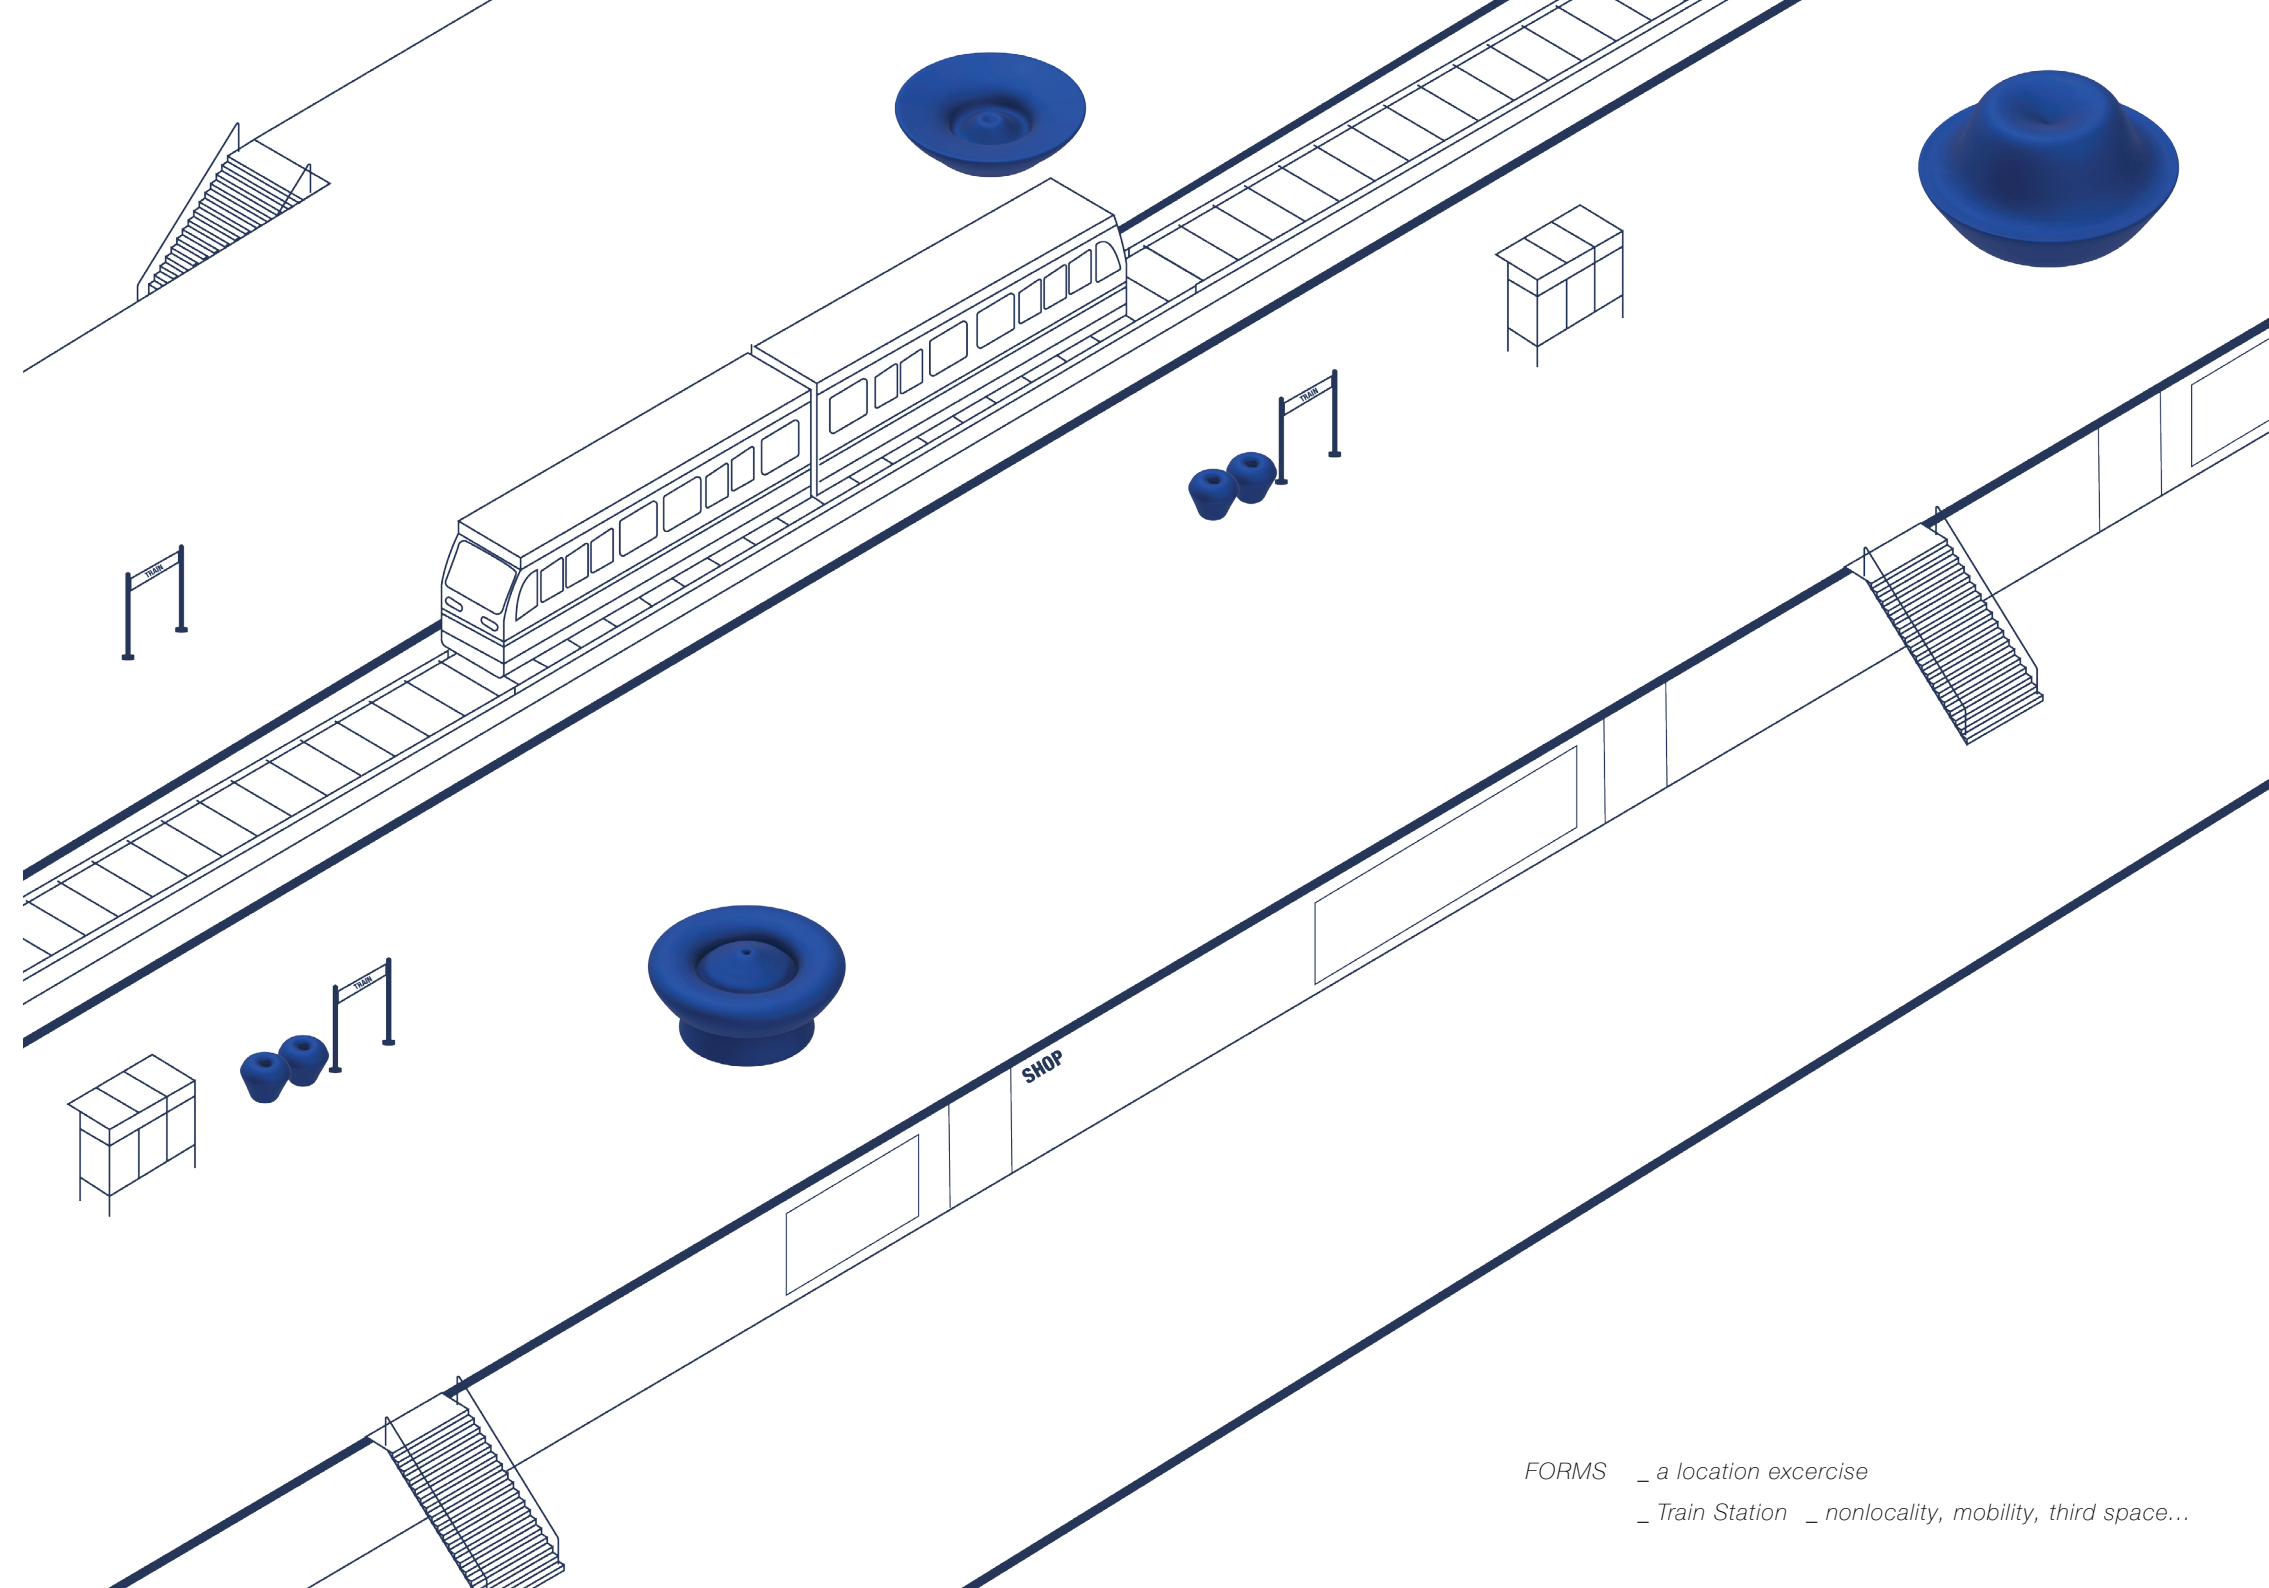 TRAIN
TRAIN
TRAIN
SHOP
FORMS _ a location excercise
_ Train Station _ nonlocality, mobility, third space...